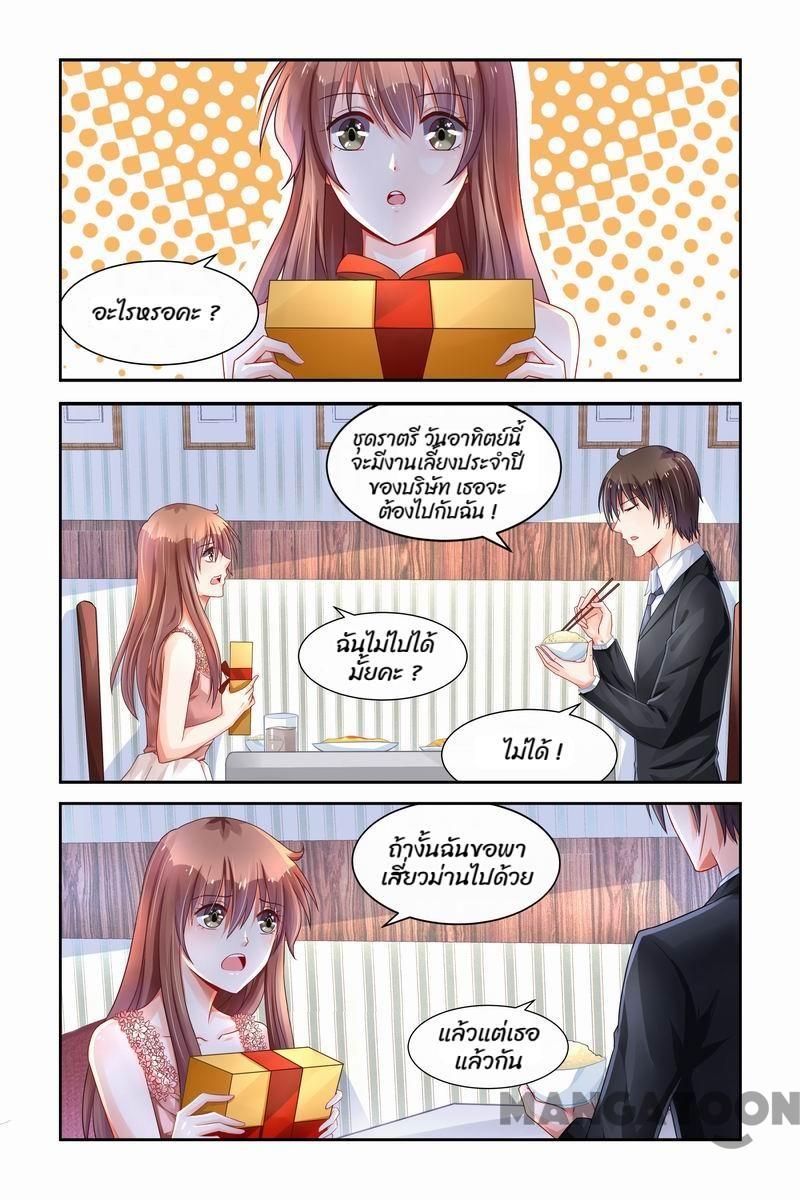 อะไรหรอคะ ?
ชุดราตรี วันอาทิตย์นี้
จะมีงานเลี้ยงประจำปี
ของบริษัท เธอจะ
ต้องไปกับฉัน !
ฉันไม่ไปได้
มั้ยคะ ?
ไม่ได้ !
ถ้างั้นฉันขอพา
เสี่ยวม่านไปด้วย
แล้วแต่เธอ
แล้วกัน
MANGATOON